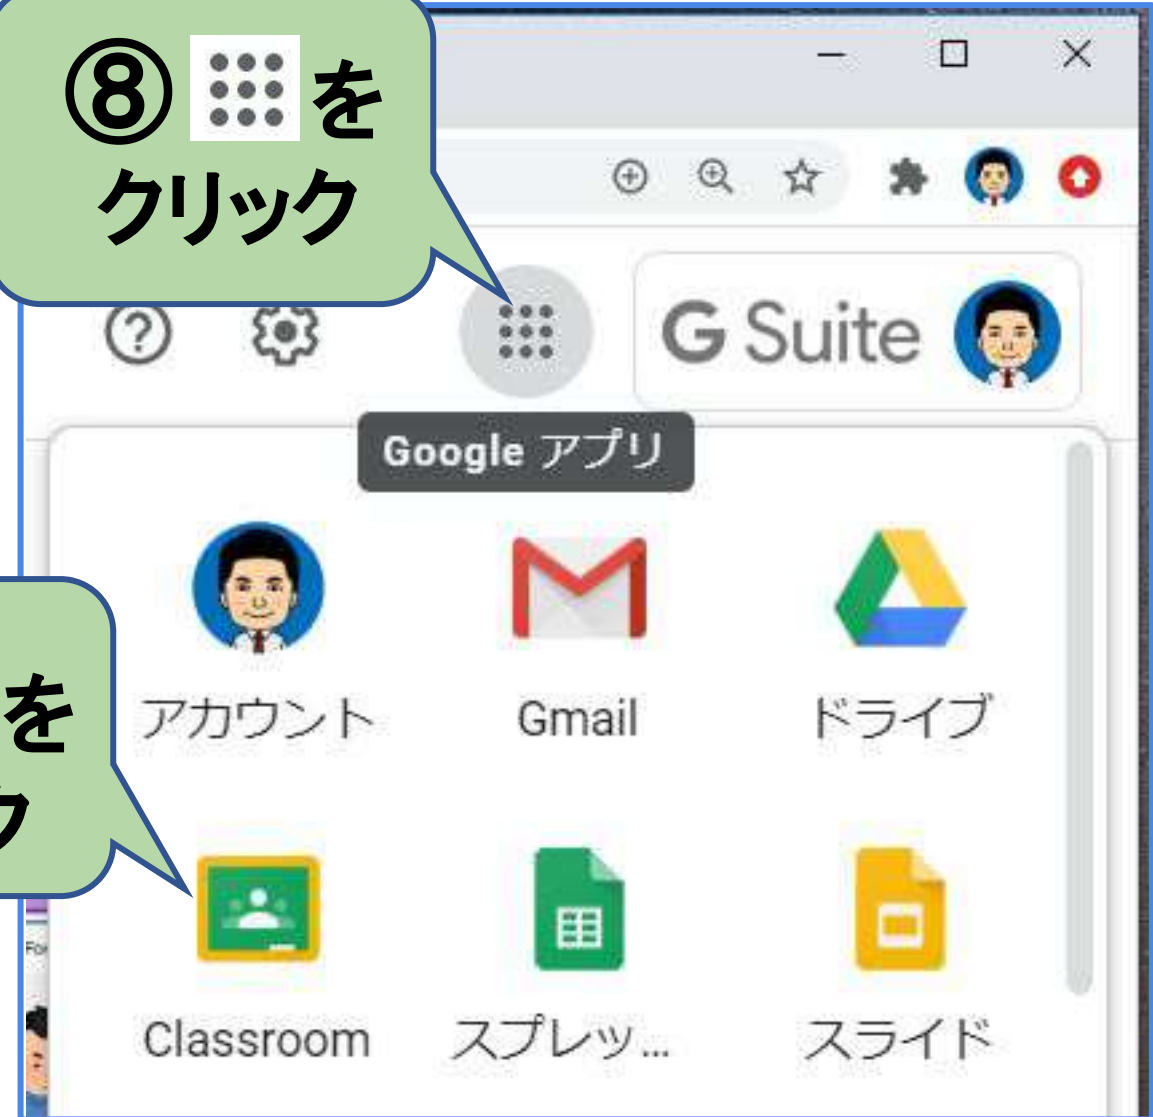 ⑧ を
クリック
G Suite
Google アプリ
アカウント
Gmail
ドライブ
を
ク
Classroom
スプレッ...
スライド